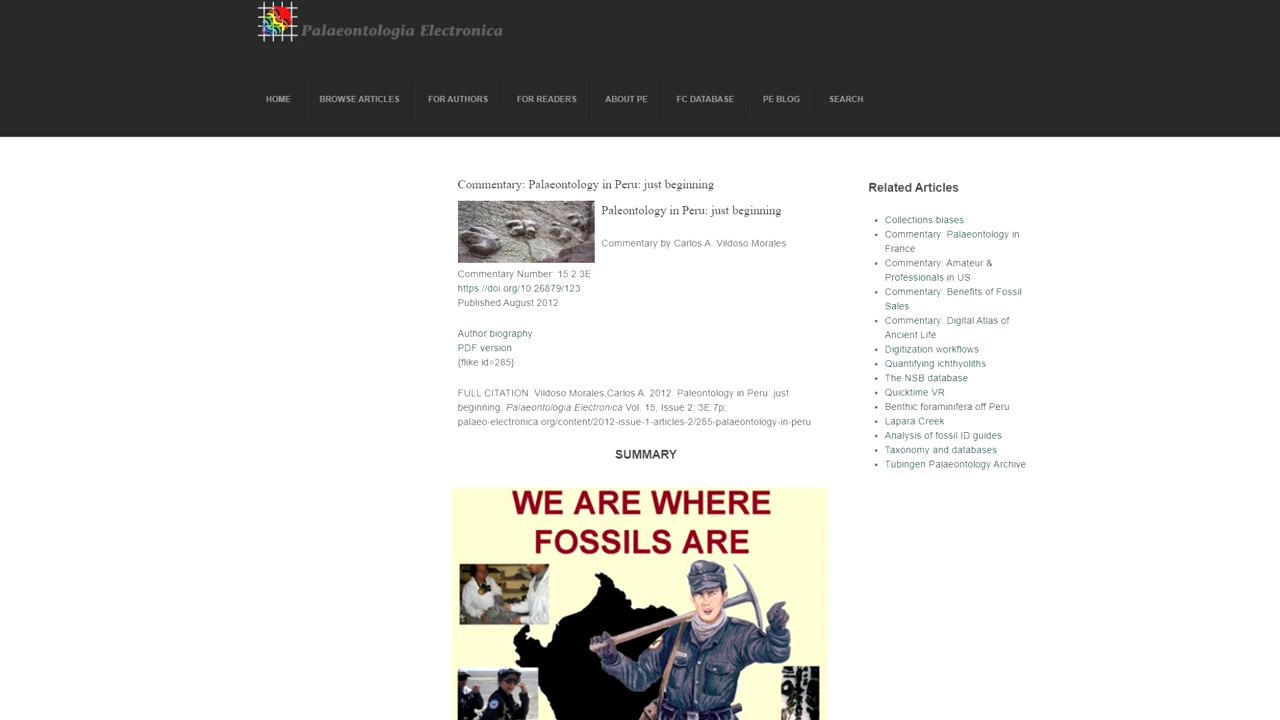 Palaeontologia Electronica
HOME
BROWSE ARTICLES
FOR AUTHORS
FOR READERS
ABOUT PE
FC DATABASE
PE BLOG
SEARCH
Commentary: Palaeontology in Peru: just beginning
Paleontology in Peru: just beginning
Commentary by Carlos A. Vildoso Morales
Commentary Number: 15.2.3E
https://doi.org/10.26879/123
Published August 2012
Author biography
PDF version
{flike id=285}
FULL CITATION: Vildoso Morales,Carlos A. 2012. Paleontology in Peru: just
beginning. Palaeontologia Electronica Vol. 15, Issue 2; 3E:7p;
palaeo-electronica.org/content/2012-issue-1-articles-2/285-palaeontology-in-peru
SUMMARY
WE ARE WHERE
FOSSILS ARE
Related Articles
Collections biases
Commentary: Palaeontology in
France
Commentary: Amateur &
Professionals in US
Commentary: Benefits of Fossil
Sales
Commentary: Digital Atlas of
Ancient Life
Digitization workflows
Quantifying ichthyoliths
The NSB database
Quicktime VR
Benthic foraminifera off Peru
Lapara Creek
Analysis of fossil ID guides
Taxonomy and databases
Tübingen Palaeontology Archive